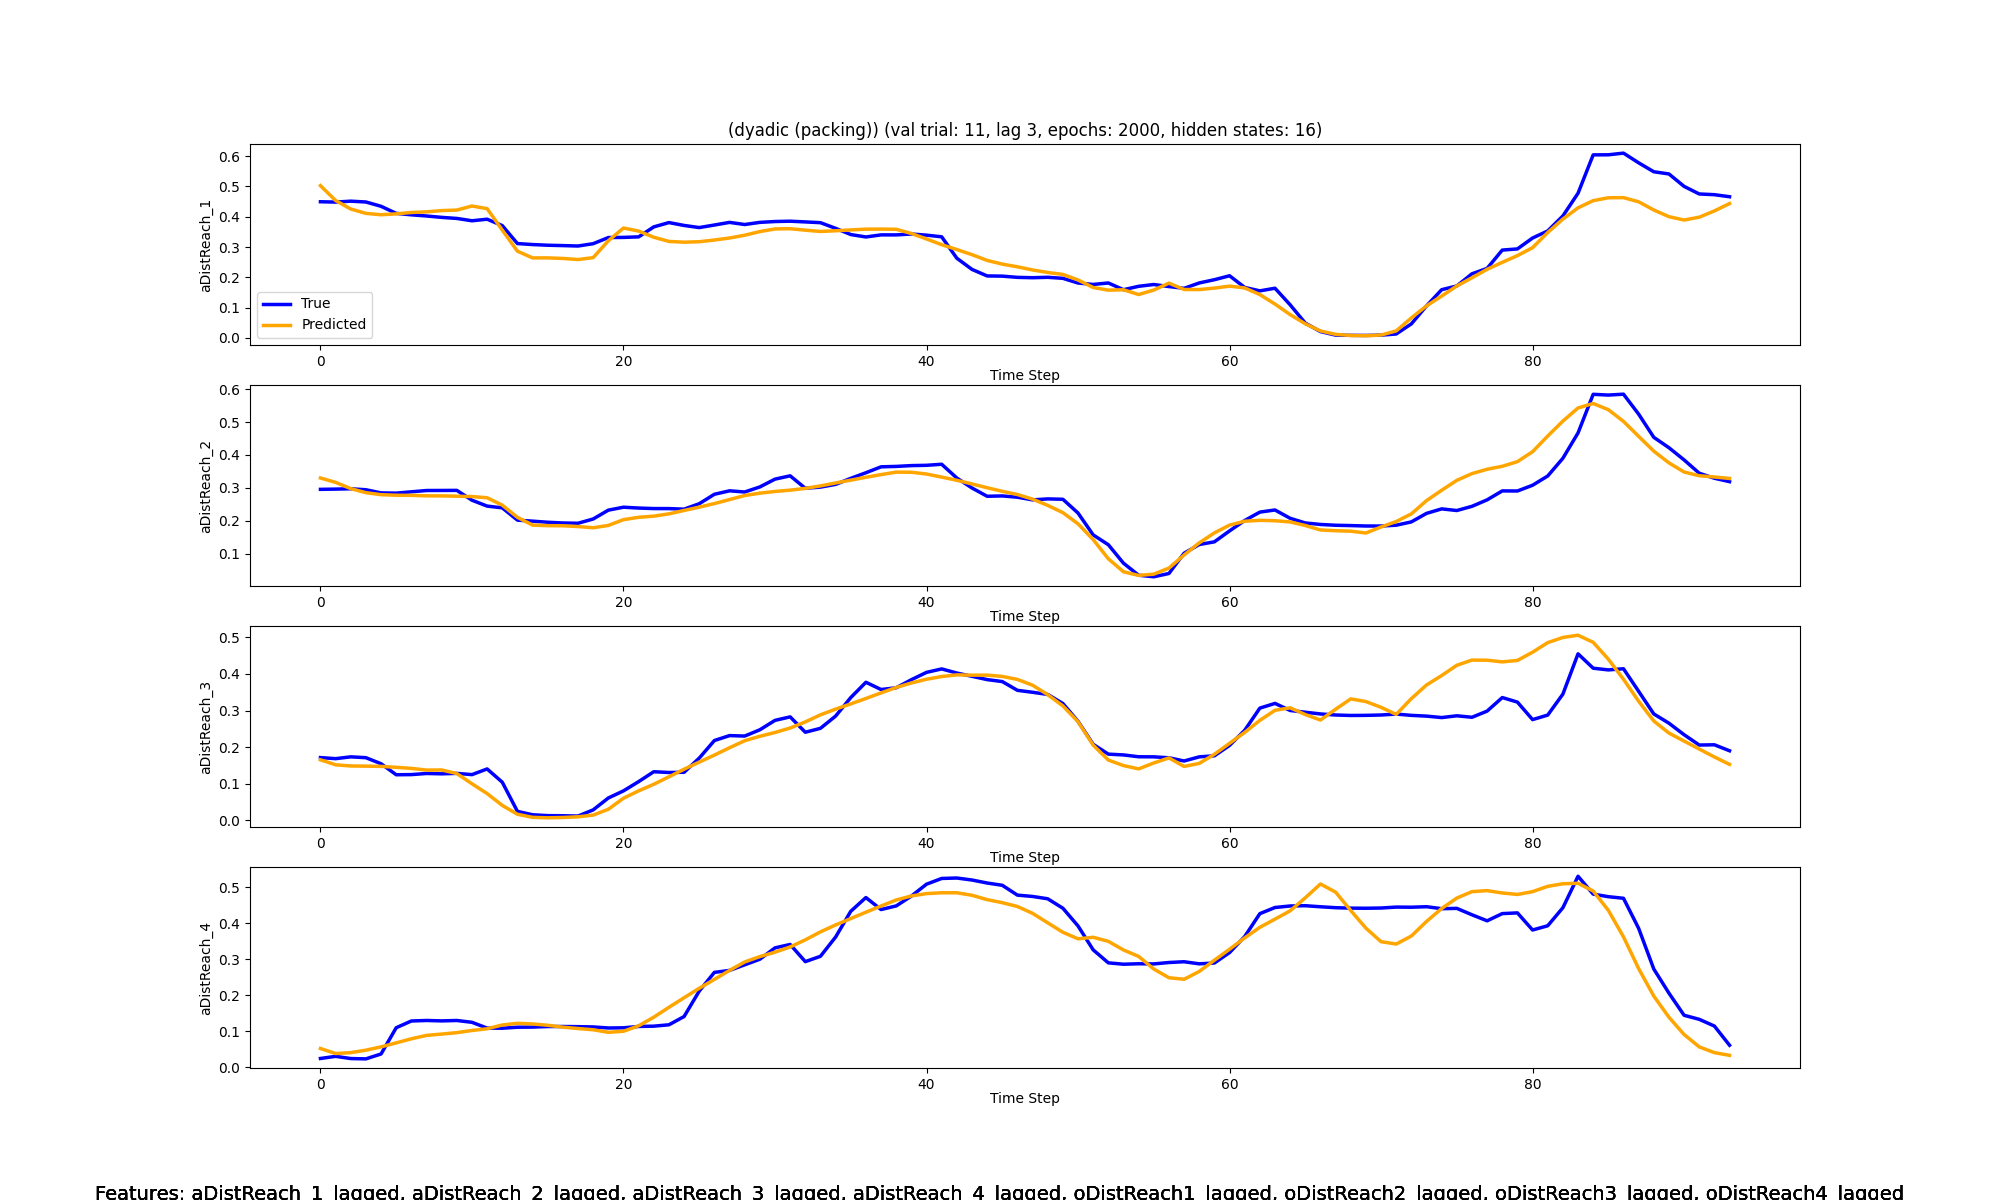 (dyadic (packing)) (val trial: 11, lag 3, epochs: 2000, hidden states: 16)
aDistReach_1
0.6
0.5
0.4
0.3
0.2
0.1
0.0
True
Predicted
0 20 40 60 80
Time Step
aDistReach_2
0.6
0.5
0.4
0.3
0.2
0.1
0 20 40 60 80
Time Step
aDistReach_3
0.5
0.4
0.3
0.2
0.1
0.0
0 20 40 60 80
Time Step
aDistReach_4
0.5
0.4
0.3
0.2
0.1
0.0
0 20 40 60 80
Time Step
Features: aDistReach_1_lagged, aDistReach_2_lagged, aDistReach_3_lagged, aDistReach_4_lagged, oDistReach1_lagged, oDistReach2_lagged, oDistReach3_lagged, oDistReach4_lagged